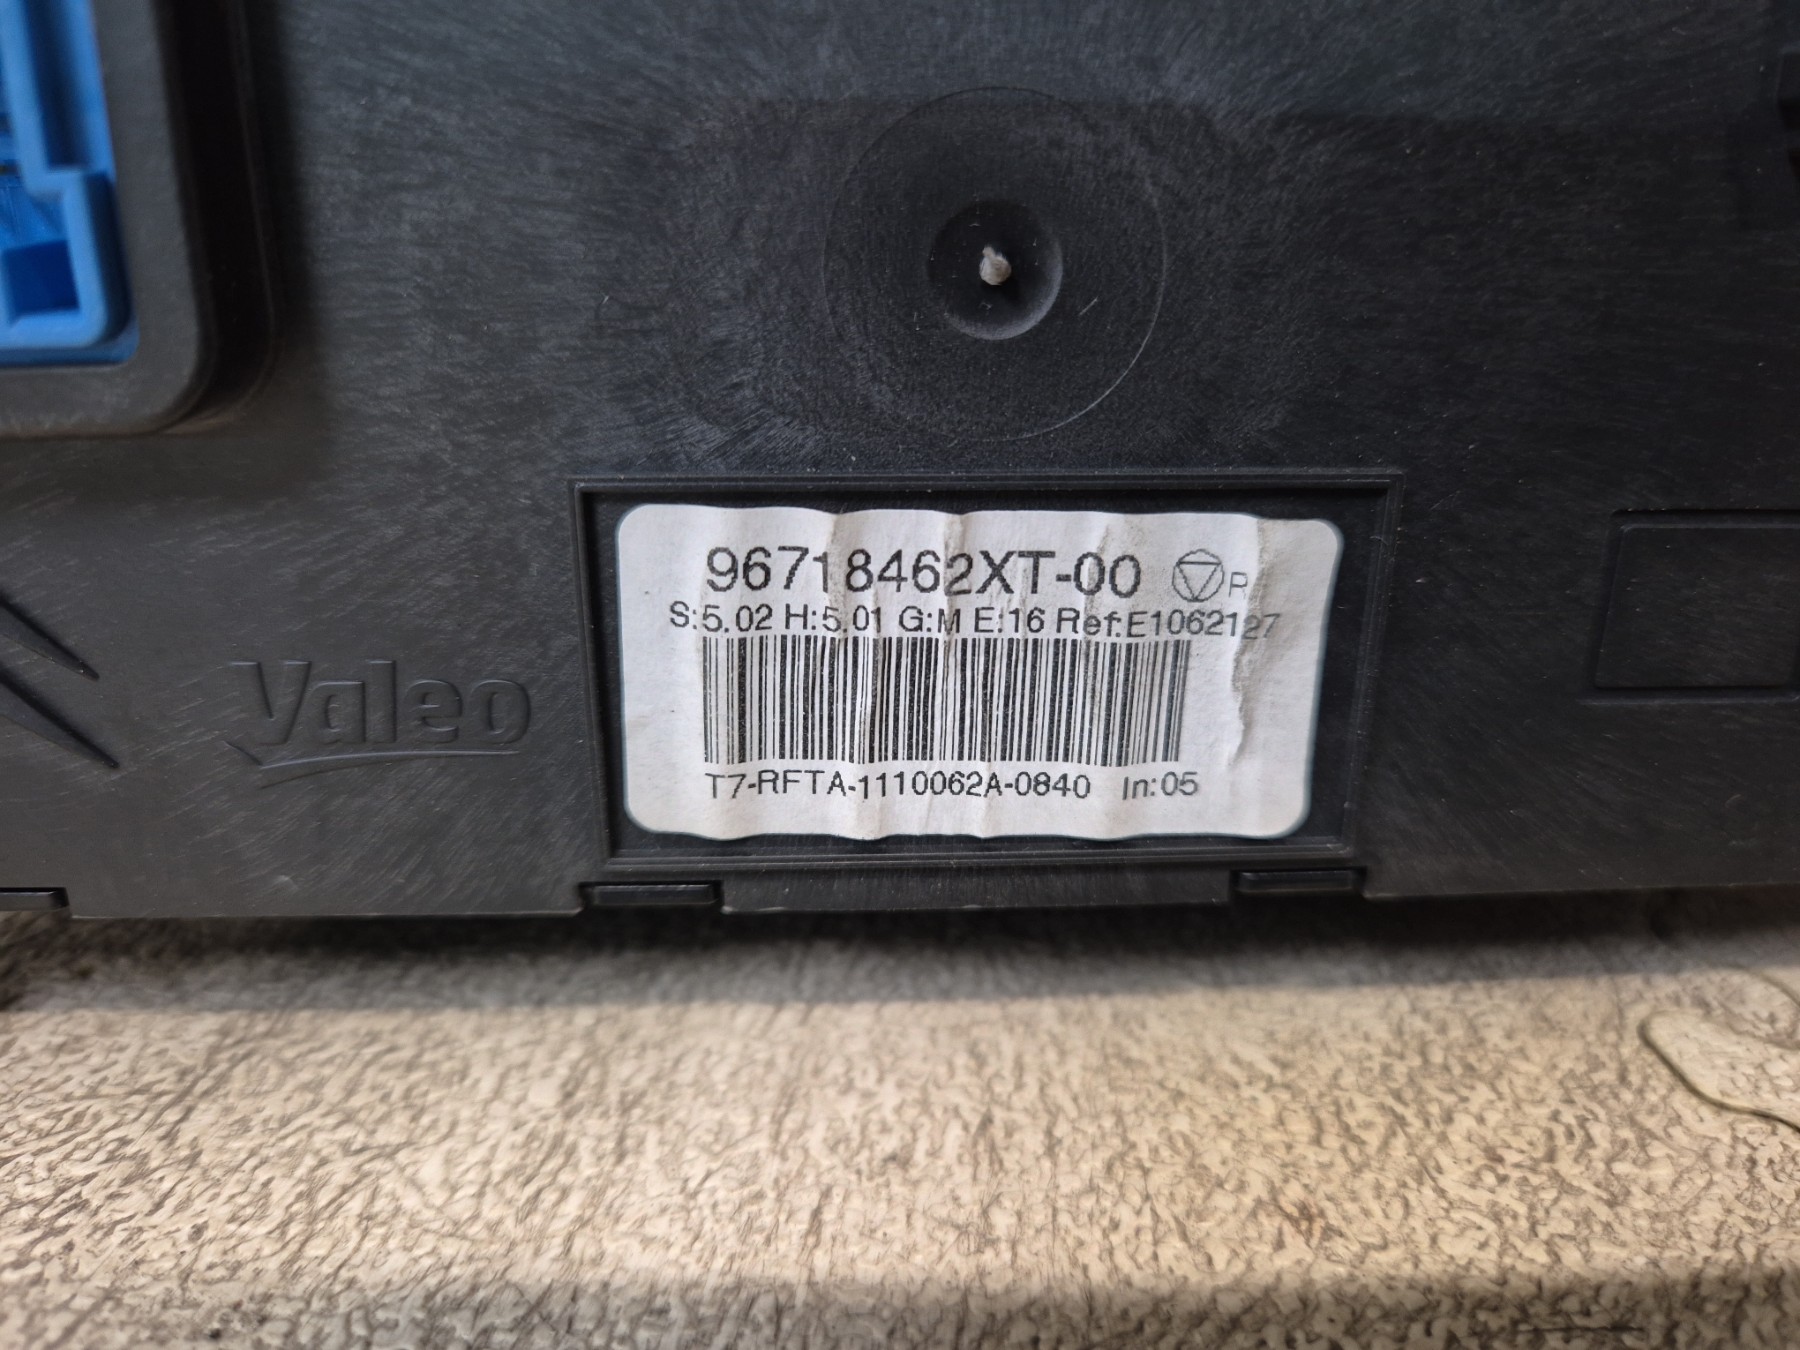 96718462XT-00 R
S:5.02 H:5.01 G:M E:16 Ref:E1062127
Valeo
T7-RFTA-1110062A-0840 In:05